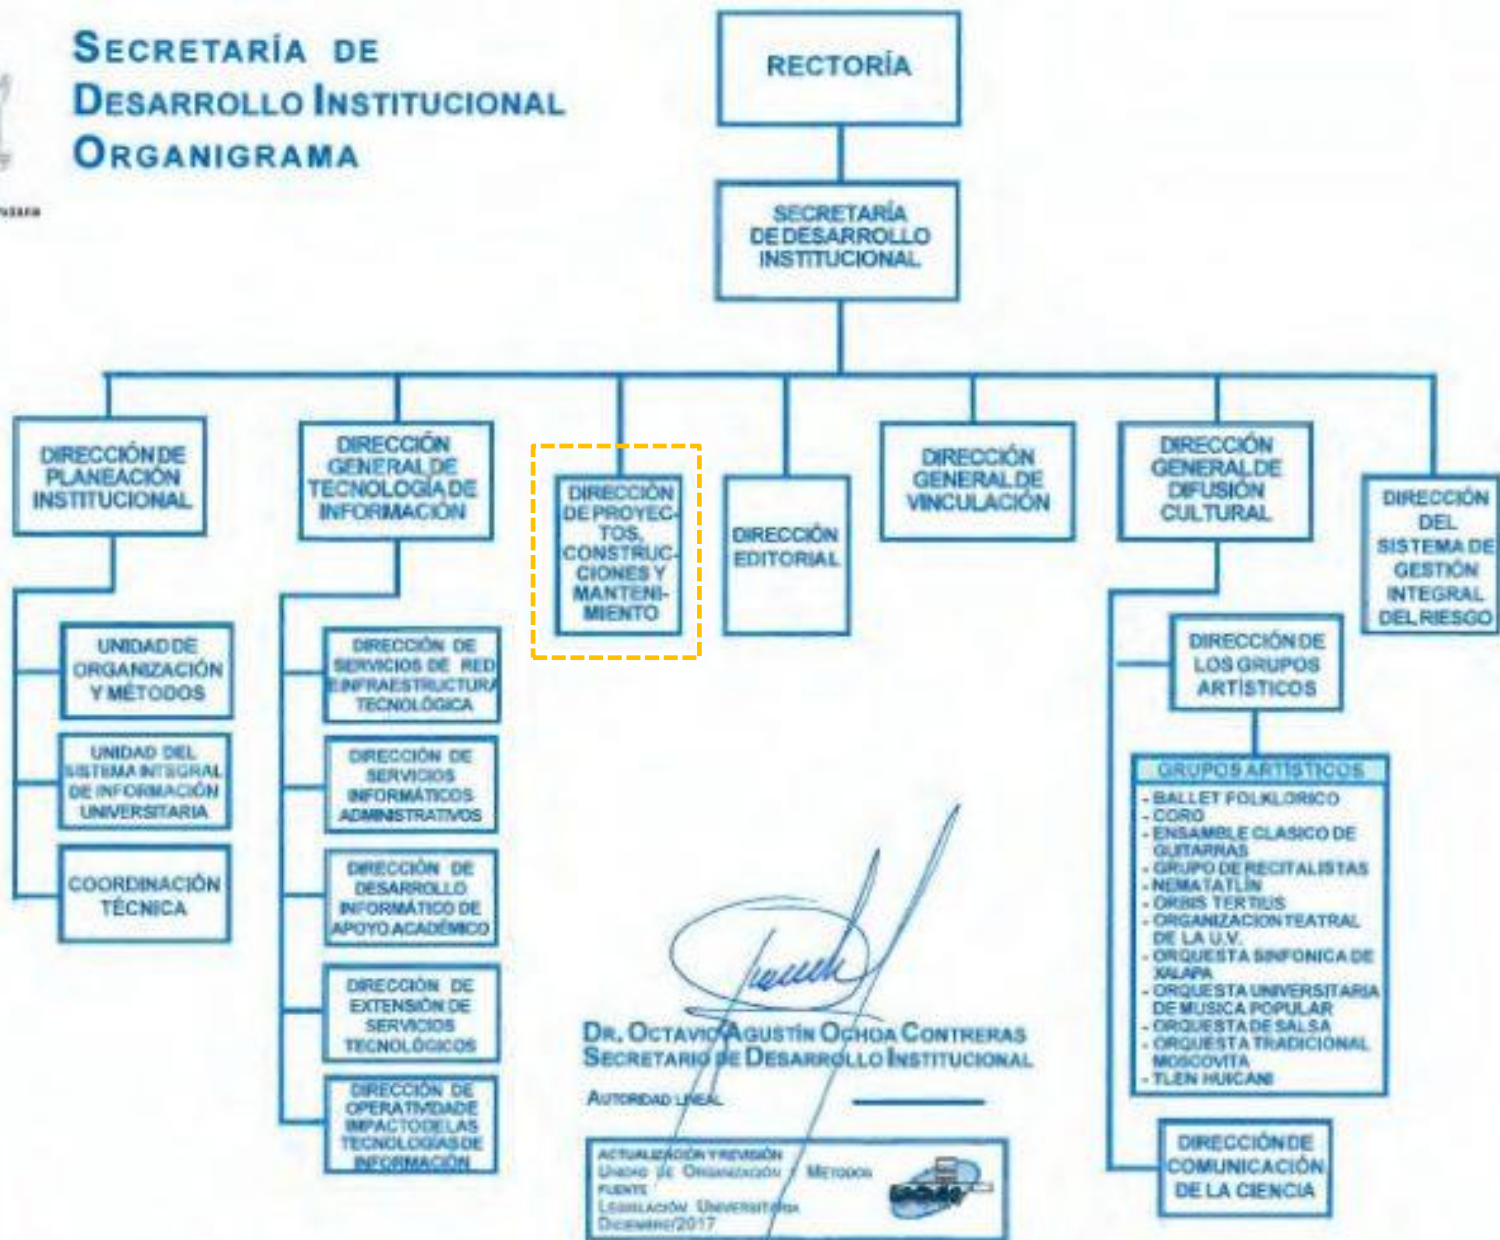 SECRETARÍA DE
DESARROLLO INSTITUCIONAL
ORGANIGRAMA
RECTORÍA
SECRETARÍA
DE DESARROLLO
INSTITUCIONAL
DIRECCIÓN DE
PLANEACIÓN
INSTITUCIONAL
UNIDAD DE
ORGANIZACIÓN
Y MÉTODOS
UNIDAD DEL
SISTEMA INTEGRAL
DE INFORMACIÓN
UNIVERSITARIA
COORDINACIÓN
TÉCNICA
DIRECCIÓN
GENERAL DE
TECNOLOGÍA DE
INFORMACIÓN
DIRECCIÓN DE
SERVICIOS DE RED
E INFRAESTRUCTURA
TECNOLÓGICA
DIRECCIÓN DE
SERVICIOS
INFORMÁTICOS
ADMINISTRATIVOS
DIRECCIÓN DE
DESARROLLO
INFORMÁTICO DE
APOYO ACADÉMICO
DIRECCIÓN DE
EXTENSIÓN DE
SERVICIOS
TECNOLÓGICOS
DIRECCIÓN DE
OPERATIVIDAD E
IMPACTO DE LAS
TECNOLOGÍAS DE
INFORMACIÓN
DIRECCIÓN
DE PROYEC-
TOS,
CONSTRUC-
CIONES Y
MANTENI-
MIENTO
DIRECCIÓN
EDITORIAL
DIRECCIÓN
GENERAL DE
VINCULACIÓN
DIRECCIÓN
GENERAL DE
DIFUSIÓN
CULTURAL
DIRECCIÓN DE
LOS GRUPOS
ARTÍSTICOS
GRUPOS ARTÍSTICOS
- BALLET FOLKLORICO
- CORO
- ENSAMBLE CLASICO DE
GUITARRAS
- GRUPO DE RECITALISTAS
- NEMATATLÍN
- ORBIS TERTIUS
- ORGANIZACION TEATRAL
DE LA U.V.
- ORQUESTA SINFONICA DE
XALAPA
- ORQUESTA UNIVERSITARIA
DE MUSICA POPULAR
- ORQUESTA DE SALSA
- ORQUESTA TRADICIONAL
MOSCOVITA
- TLEN HUICANI
DIRECCIÓN DE
COMUNICACIÓN
DE LA CIENCIA
DIRECCIÓN
DEL
SISTEMA DE
GESTIÓN
INTEGRAL
DEL RIESGO
DR. OCTAVIO AGUSTÍN OCHOA CONTRERAS
SECRETARIO DE DESARROLLO INSTITUCIONAL
AUTORIDAD LINEAL
ACTUALIZACIÓN Y REVISIÓN
UNIDAD DE ORGANIZACIÓN Y METODOS
FUENTE
LEGISLACIÓN UNIVERSITARIA
DICIEMBRE/2017